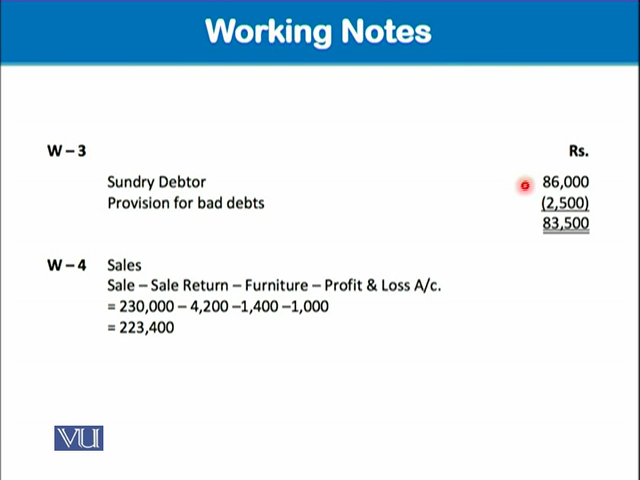 Working Notes
W – 3 Rs.
Sundry Debtor 86,000
Provision for bad debts (2,500)
83,500
W – 4 Sales
Sale – Sale Return – Furniture – Profit & Loss A/c.
= 230,000 – 4,200 –1,400 –1,000
= 223,400
VU